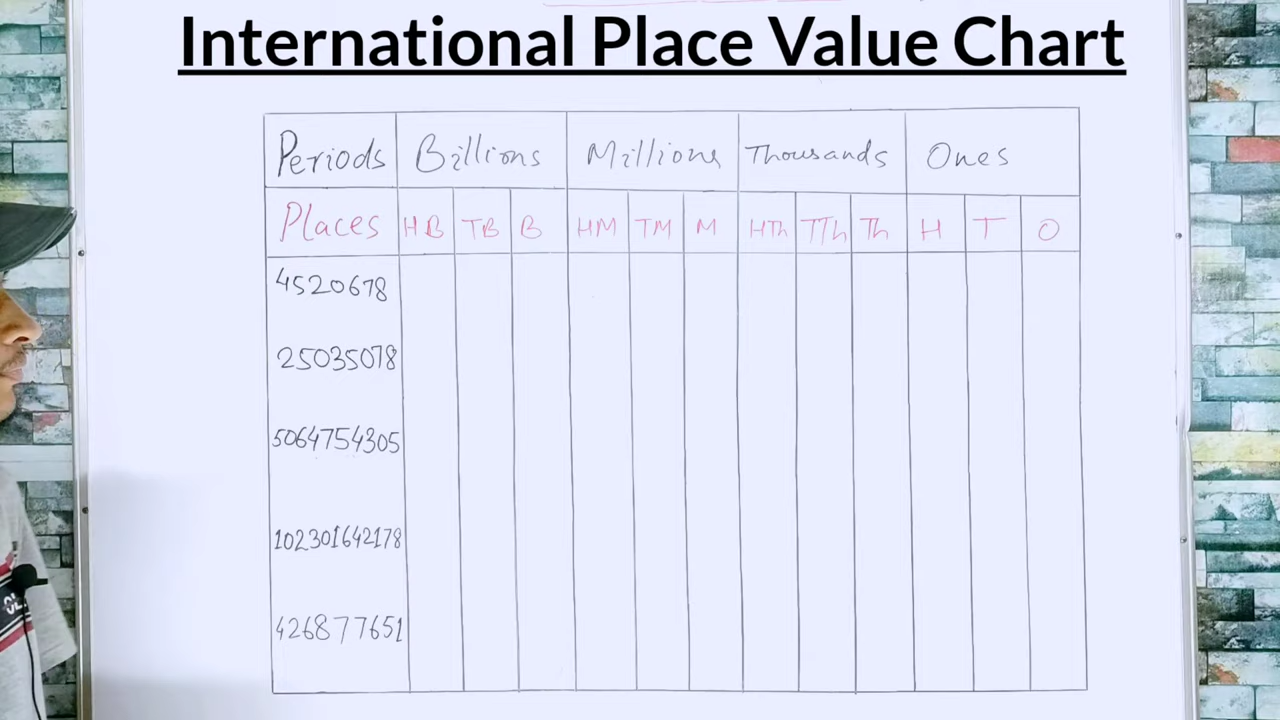 International Place Value Chart
Periods Billions Millions Thousands Ones
Places HB TB B HM TM M HTh TTh Th H T O
4520678
25035078
5064754305
102301642178
426877651